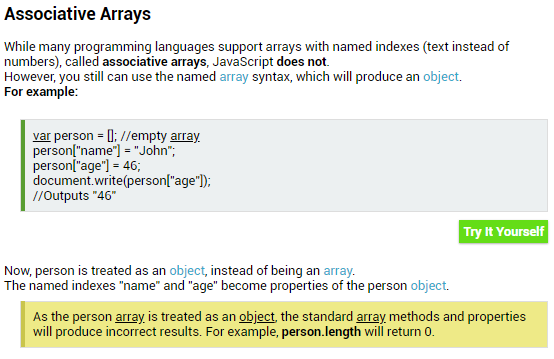 Associative Arrays
While many programming languages support arrays with named indexes (text instead of
numbers), called associative arrays, JavaScript does not.
However, you still can use the named array syntax, which will produce an object.
For example:
var person = []; //empty array
person["name"] = "John";
person["age"] = 46;
document.write(person["age"]);
//Outputs "46"
Try It Yourself
Now, person is treated as an object, instead of being an array.
The named indexes "name" and "age" become properties of the person object.
As the person array is treated as an object, the standard array methods and properties
will produce incorrect results. For example, person.length will return 0.